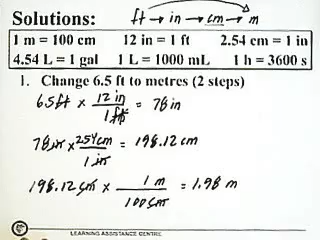 Solutions: ft → in → cm → m
1 m = 100 cm 12 in = 1 ft 2.54 cm = 1 in
4.54 L = 1 gal 1 L = 1000 mL 1 h = 3600 s
1. Change 6.5 ft to metres (2 steps)
6.5 ft × 12 in / 1 ft = 78 in
78 in × 2.54 cm / 1 in = 198.12 cm
198.12 cm × 1 m / 100 cm = 1.98 m
LEARNING ASSISTANCE CENTRE